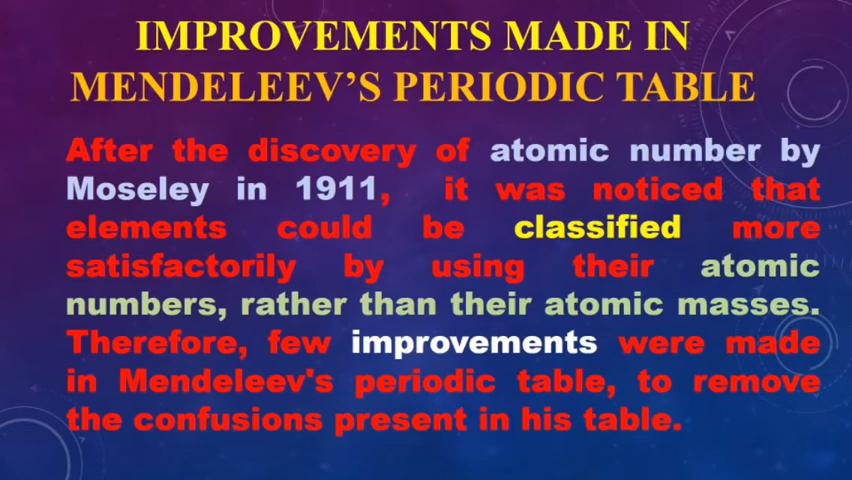 IMPROVEMENTS MADE IN
MENDELEEV’S PERIODIC TABLE
After the discovery of atomic number by
Moseley in 1911, it was noticed that
elements could be classified more
satisfactorily by using their atomic
numbers, rather than their atomic masses.
Therefore, few improvements were made
in Mendeleev's periodic table, to remove
the confusions present in his table.